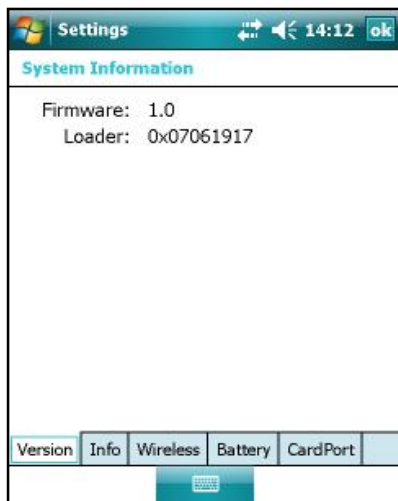 Settings 14:12 ok
System Information
Firmware: 1.0
Loader: 0x07061917
Version Info Wireless Battery CardPort